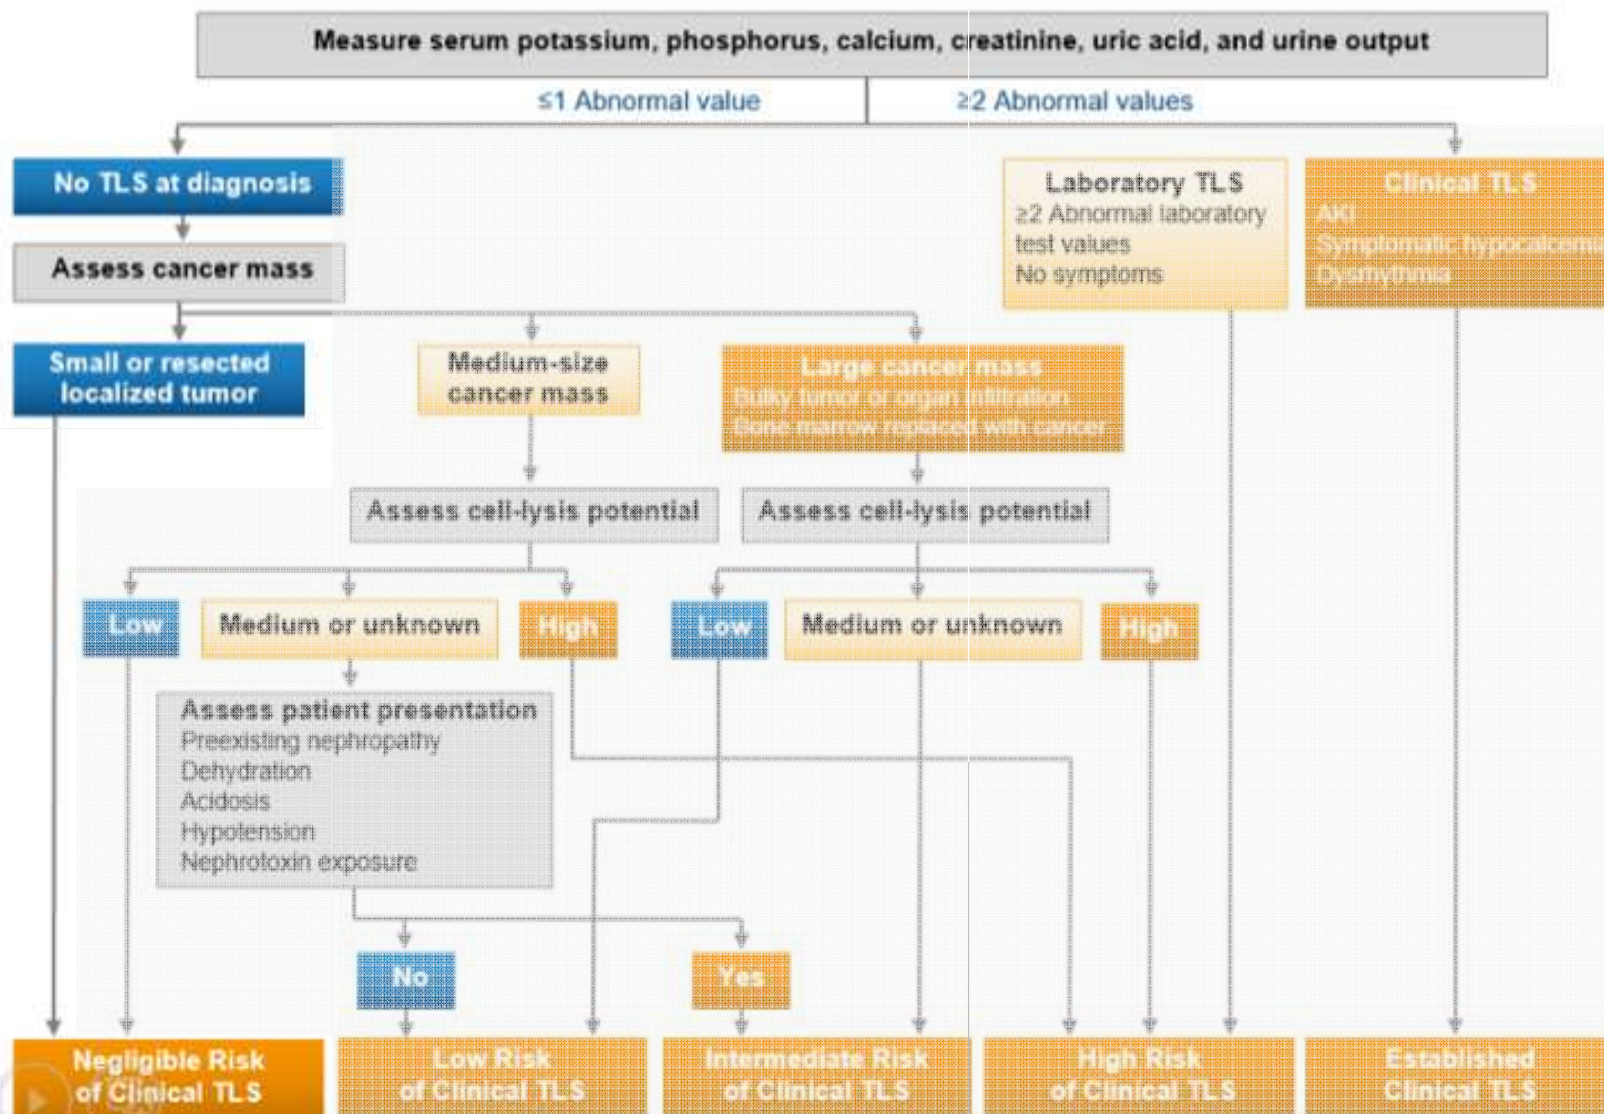 Measure serum potassium, phosphorus, calcium, creatinine, uric acid, and urine output
≤1 Abnormal value
≥2 Abnormal values
No TLS at diagnosis
Laboratory TLS
≥2 Abnormal laboratory
test values
No symptoms
Clinical TLS
AKI
Symptomatic hypocalcemia
Dysrhythmia
Assess cancer mass
Small or resected
localized tumor
Medium-size
cancer mass
Large cancer mass
Bulky tumor or organ infiltration
Bone marrow replaced with cancer
Assess cell-lysis potential
Assess cell-lysis potential
Low
Medium or unknown
High
Low
Medium or unknown
High
Assess patient presentation
Preexisting nephropathy
Dehydration
Acidosis
Hypotension
Nephrotoxin exposure
No
Yes
Negligible Risk
of Clinical TLS
Low Risk
of Clinical TLS
Intermediate Risk
of Clinical TLS
High Risk
of Clinical TLS
Established
Clinical TLS